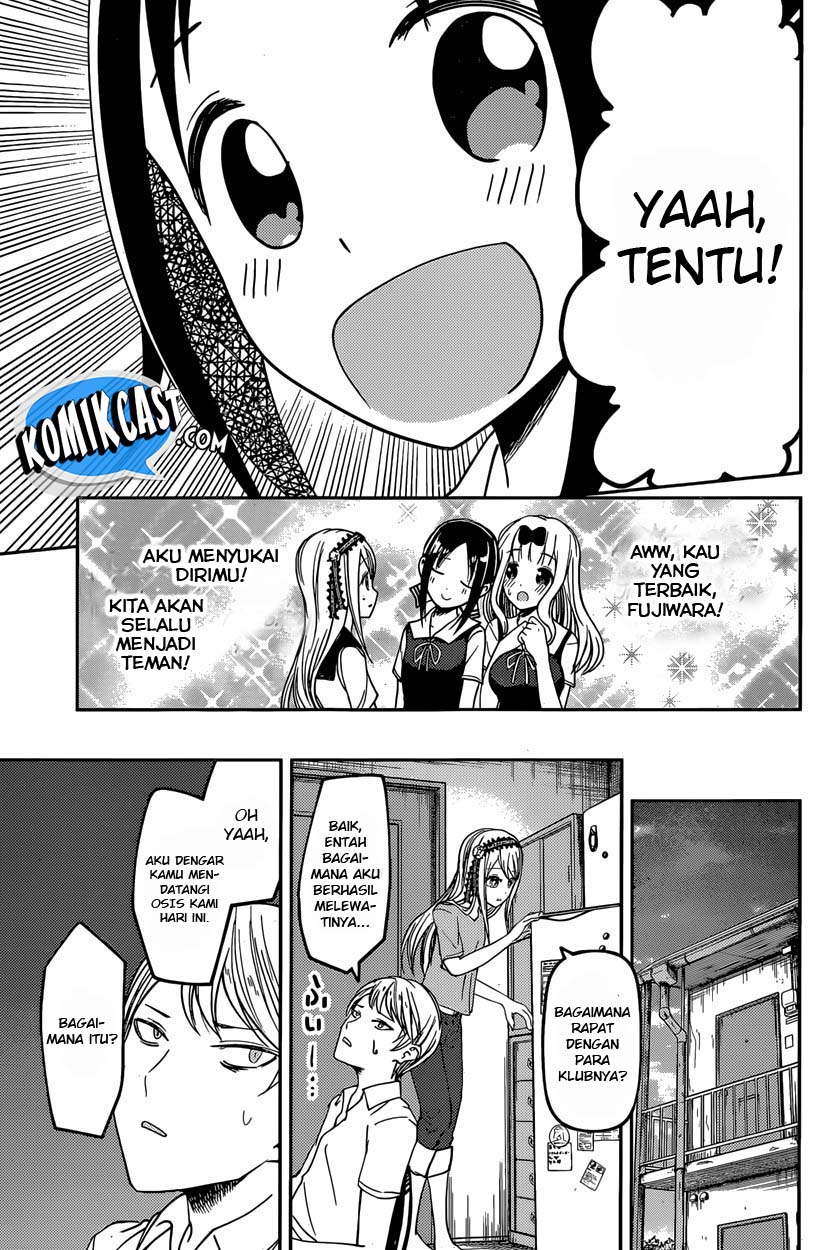 YAAH,
TENTU!
KOMIKCAST
.COM
AWW, KAU
YANG
TERBAIK,
FUJIWARA!
AKU MENYUKAI
DIRIMU!
KITA AKAN
SELALU
MENJADI
TEMAN!
BAGAIMANA
RAPAT
DENGAN
PARA
KLUBNYA?
BAIK,
ENTAH
BAGAI-
MANA AKU
BERHASIL
MELEWA-
TINYA...
ふぃー…
OH
YAAH,
AKU DENGAR
KAMU MEN-
DATANGI
OSIS KAMI
HARI INI.
BAGAI-
MANA ITU?